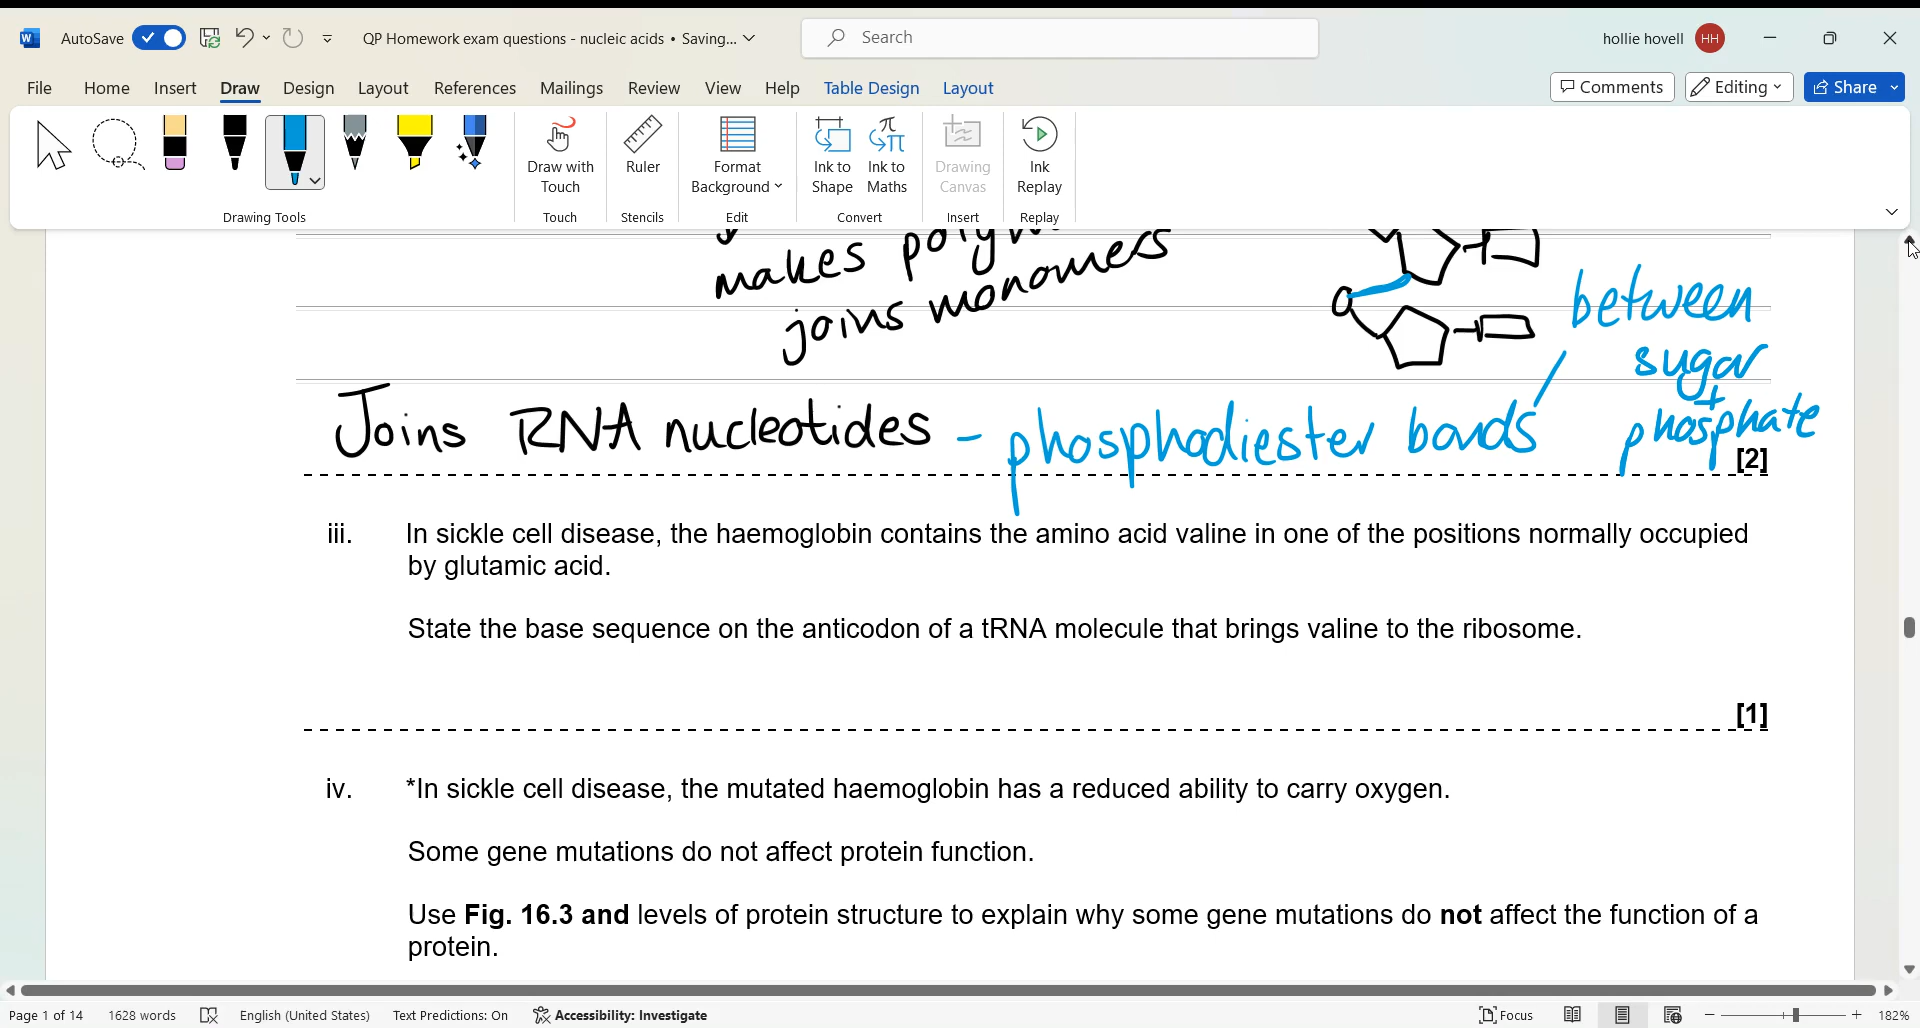 AutoSave
QP Homework exam questions - nucleic acids • Saving...
Search
hollie hovell HH
File Home Insert Draw Design Layout References Mailings Review View Help Table Design Layout
Comments Editing Share
Draw with Touch
Ruler
Format Background
Ink to Shape
Ink to Maths
Drawing Canvas
Ink Replay
Drawing Tools Touch Stencils Edit Convert Insert Replay
makes
joins monomers
between
sugar
+
phosphate
Joins RNA nucleotides - phosphodiester bonds
[2]
iii. In sickle cell disease, the haemoglobin contains the amino acid valine in one of the positions normally occupied
by glutamic acid.
State the base sequence on the anticodon of a tRNA molecule that brings valine to the ribosome.
[1]
iv. *In sickle cell disease, the mutated haemoglobin has a reduced ability to carry oxygen.
Some gene mutations do not affect protein function.
Use Fig. 16.3 and levels of protein structure to explain why some gene mutations do not affect the function of a
protein.
Page 1 of 14 1628 words English (United States) Text Predictions: On Accessibility: Investigate Focus 182%